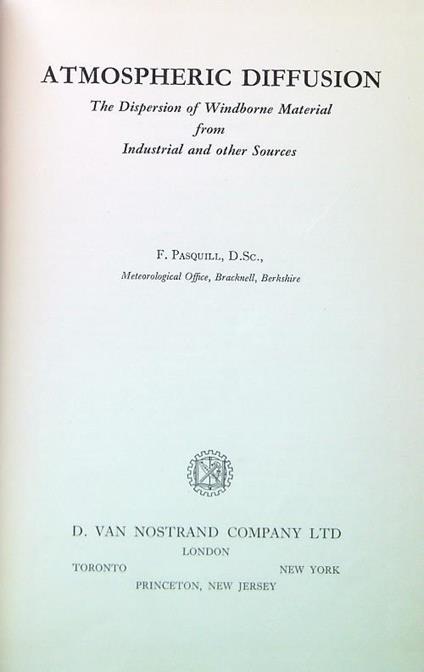 ATMOSPHERIC DIFFUSION
The Dispersion of Windborne Material
from
Industrial and other Sources
F. PASQUILL, D.SC.,
Meteorological Office, Bracknell, Berkshire
D. VAN NOSTRAND COMPANY LTD
LONDON
TORONTO NEW YORK
PRINCETON, NEW JERSEY